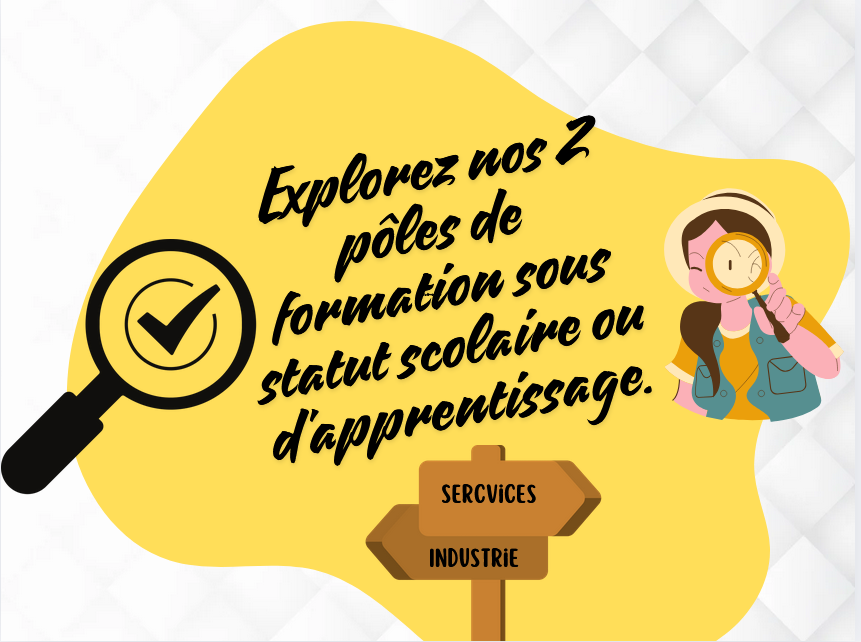 Explorez nos 2
pôles de
formation sous
statut scolaire ou
d'apprentissage.
SERCVICES
INDUSTRIE